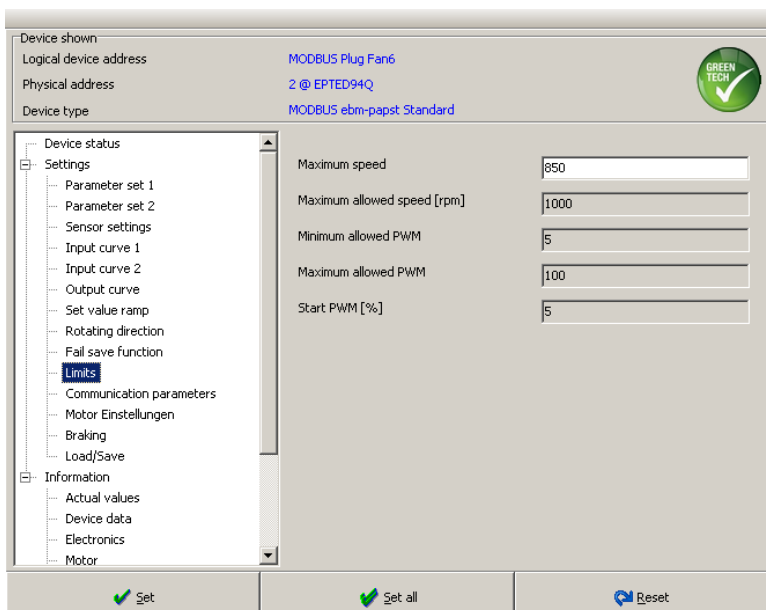 Device shown
Logical device address MODBUS Plug Fan6
Physical address 2 @ EPTED94Q
Device type MODBUS ebm-papst Standard
GREEN
TECH
Device status
Settings
Parameter set 1
Parameter set 2
Sensor settings
Input curve 1
Input curve 2
Output curve
Set value ramp
Rotating direction
Fail save function
Limits
Communication parameters
Motor Einstellungen
Braking
Load/Save
Information
Actual values
Device data
Electronics
Motor
Maximum speed 850
Maximum allowed speed [rpm] 1000
Minimum allowed PWM 5
Maximum allowed PWM 100
Start PWM [%] 5
Set Set all Reset